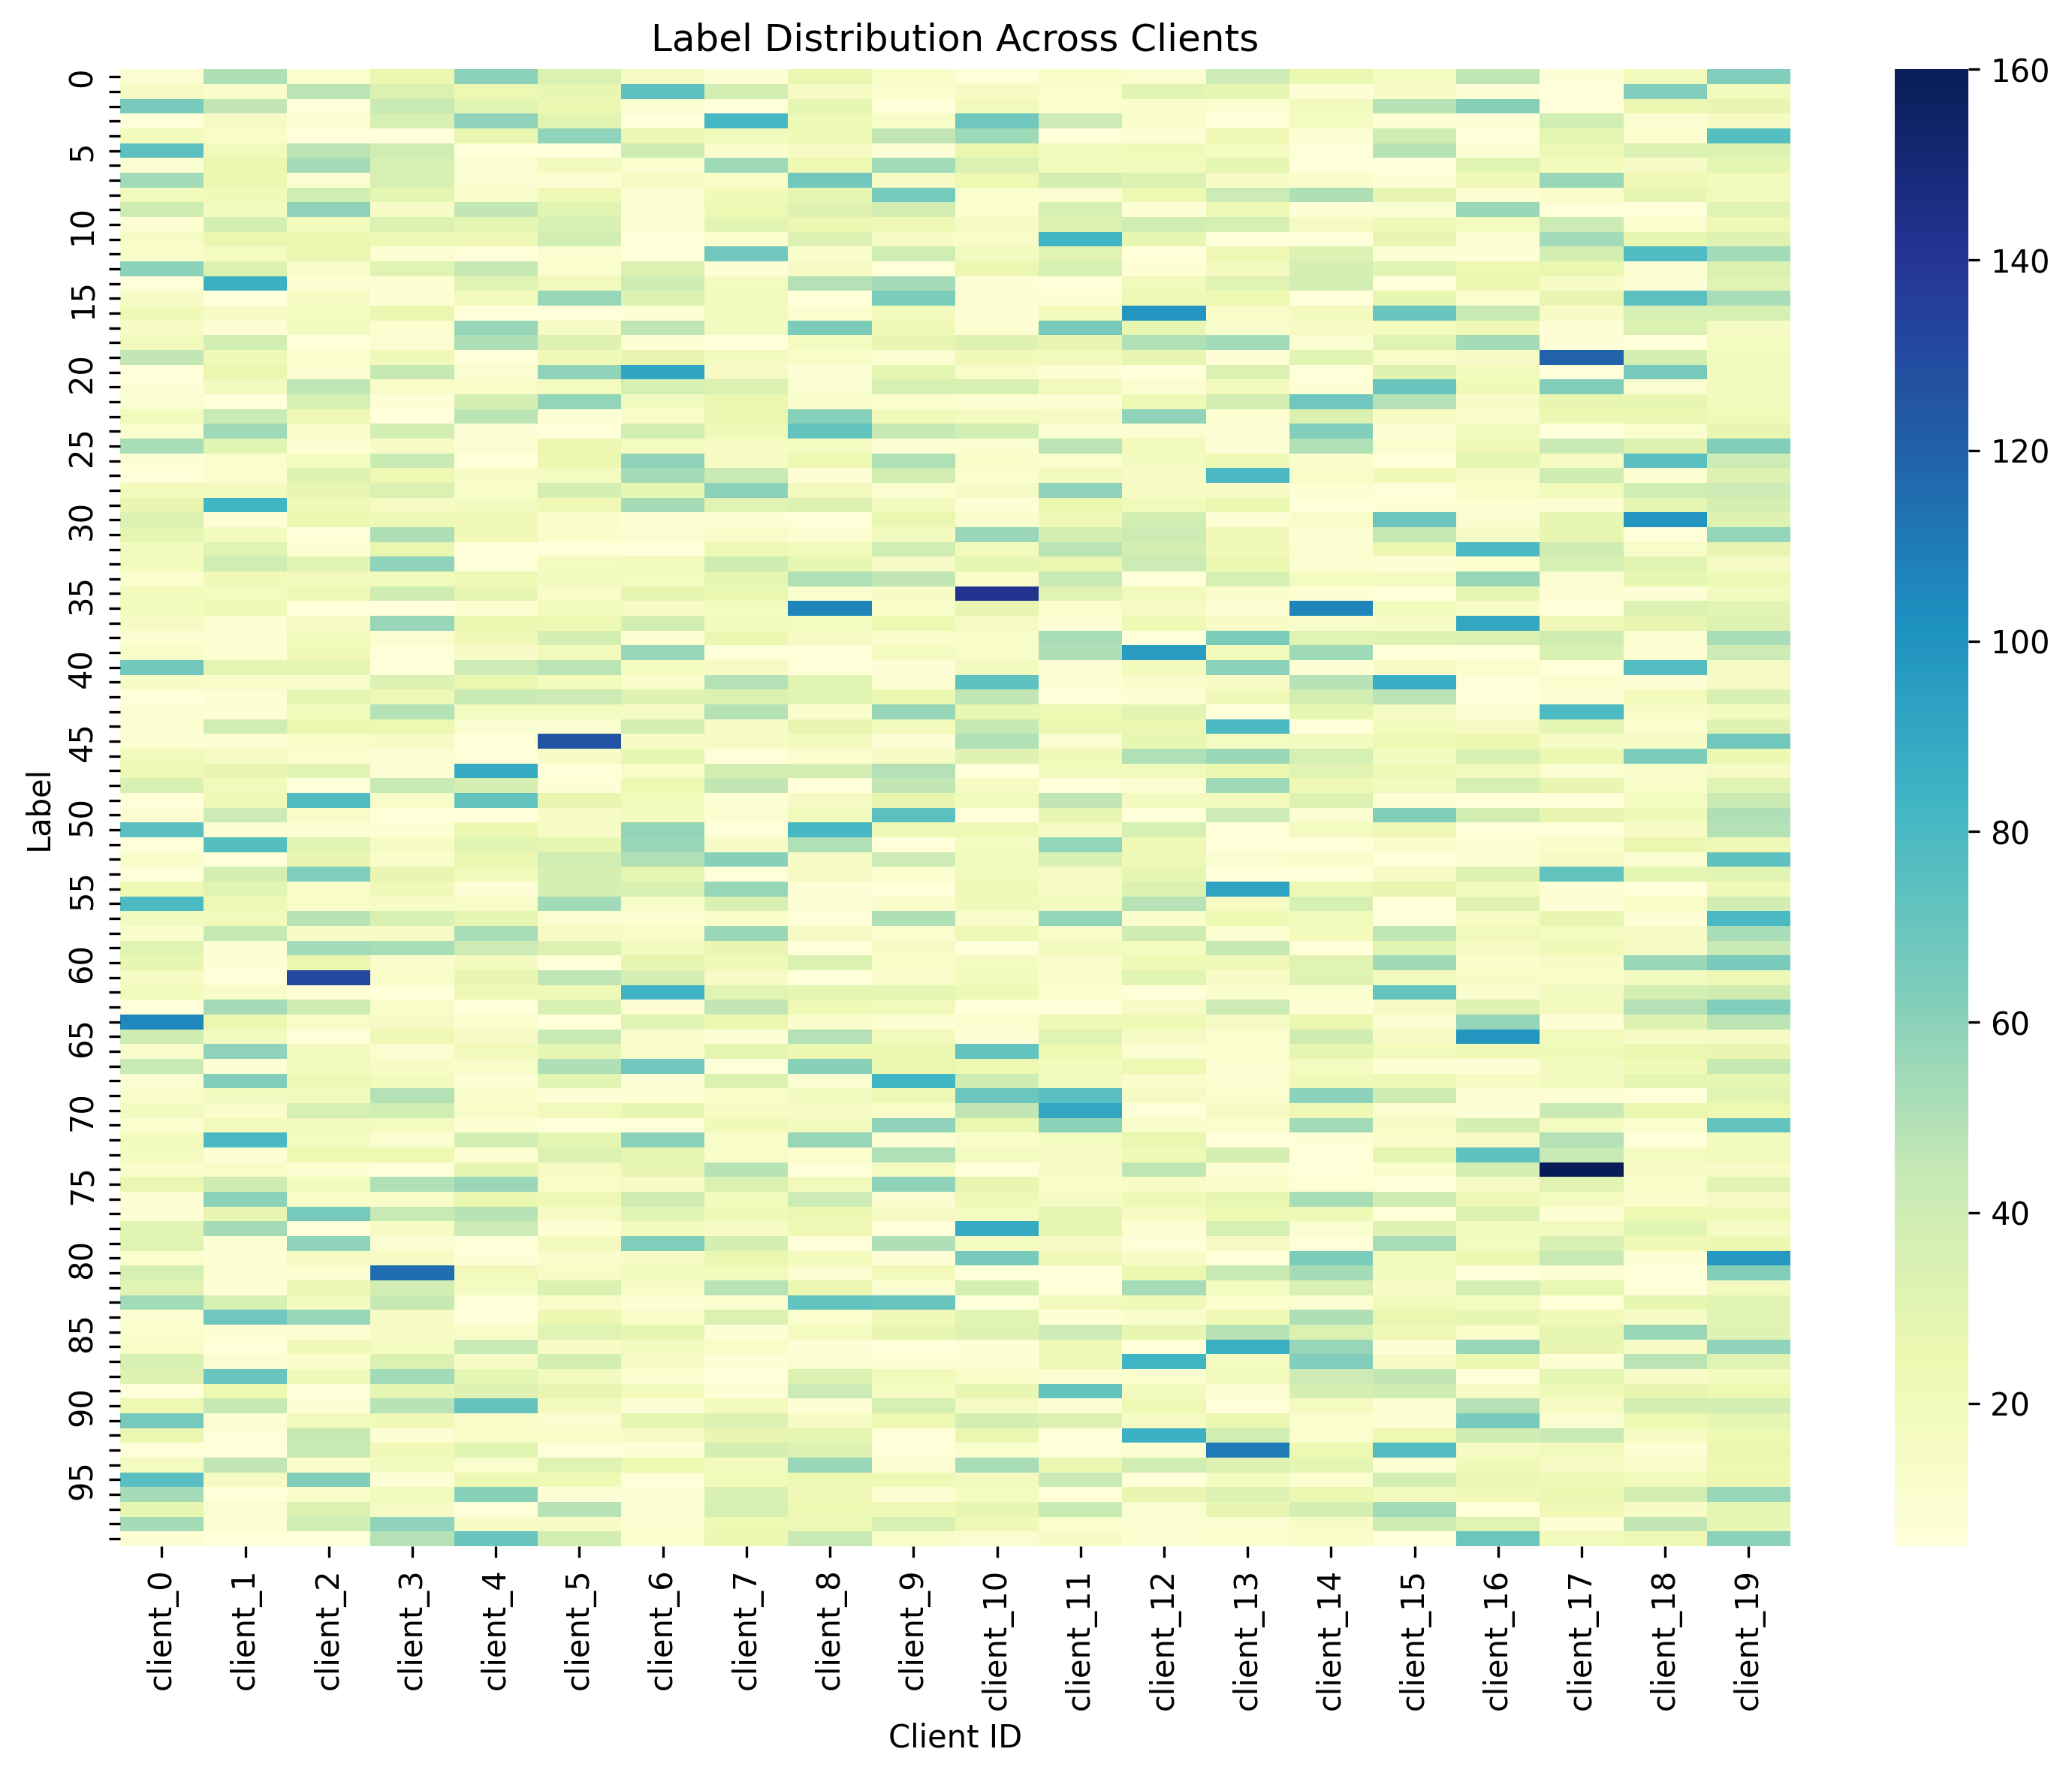 Label Distribution Across Clients
Label
0
5
10
15
20
25
30
35
40
45
50
55
60
65
70
75
80
85
90
95
client_0
client_1
client_2
client_3
client_4
client_5
client_6
client_7
client_8
client_9
client_10
client_11
client_12
client_13
client_14
client_15
client_16
client_17
client_18
client_19
Client ID
160
140
120
100
80
60
40
20